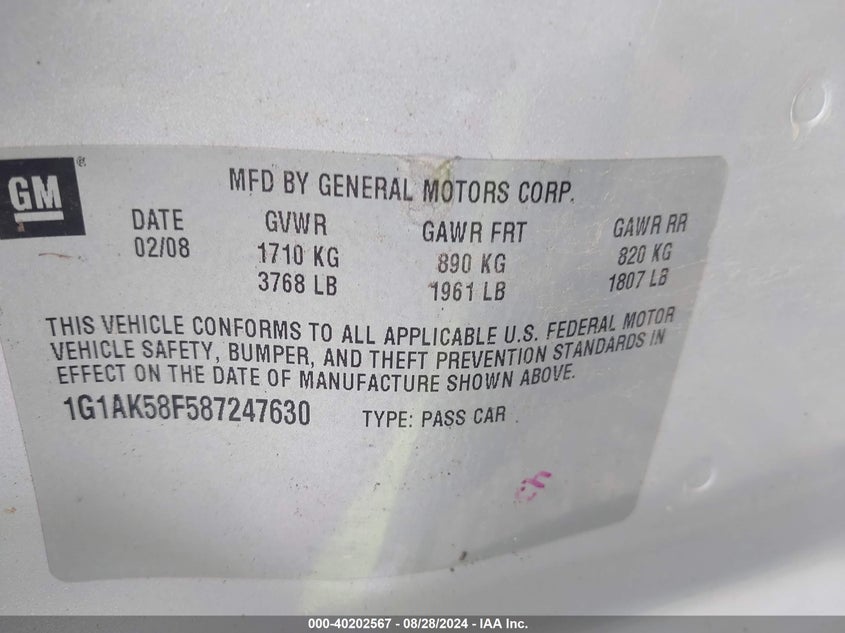 GM®
MFD BY GENERAL MOTORS CORP.
DATE GVWR GAWR FRT GAWR RR
02/08 1710 KG 890 KG 820 KG
3768 LB 1961 LB 1807 LB
THIS VEHICLE CONFORMS TO ALL APPLICABLE U.S. FEDERAL MOTOR
VEHICLE SAFETY, BUMPER, AND THEFT PREVENTION STANDARDS IN
EFFECT ON THE DATE OF MANUFACTURE SHOWN ABOVE.
1G1AK58F587247630 TYPE: PASS CAR
000-40202567 / 08/28/2024 - IAA Inc.